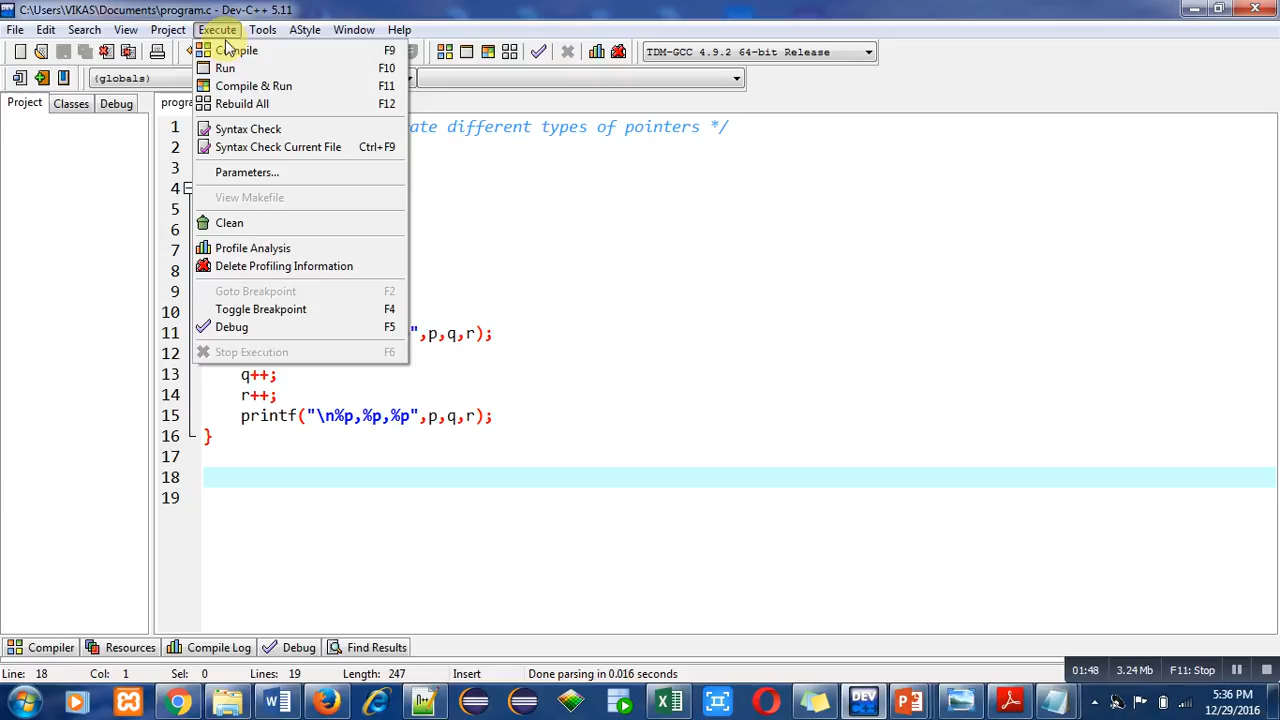 C:\Users\VIKAS\Documents\program.c - Dev-C++ 5.11
File Edit Search View Project Execute Tools AStyle Window Help
TDM-GCC 4.9.2 64-bit Release
(globals)
Project Classes Debug
Compile F9
Run F10
Compile & Run F11
Rebuild All F12
Syntax Check
Syntax Check Current File Ctrl+F9
Parameters...
View Makefile
Clean
Profile Analysis
Delete Profiling Information
Goto Breakpoint F2
Toggle Breakpoint F4
Debug F5
Stop Execution F6
1 ate different types of pointers */
2
3
4
5
6
7
8
9
10
11 ",p,q,r);
12
13 q++;
14 r++;
15 printf("\n%p,%p,%p",p,q,r);
16 }
17
18
19
Compiler Resources Compile Log Debug Find Results
Line: 18 Col: 1 Sel: 0 Lines: 19 Length: 247 Insert Done parsing in 0.016 seconds
01:48 3.24 Mb F11: Stop
DEV
5:36 PM
12/29/2016